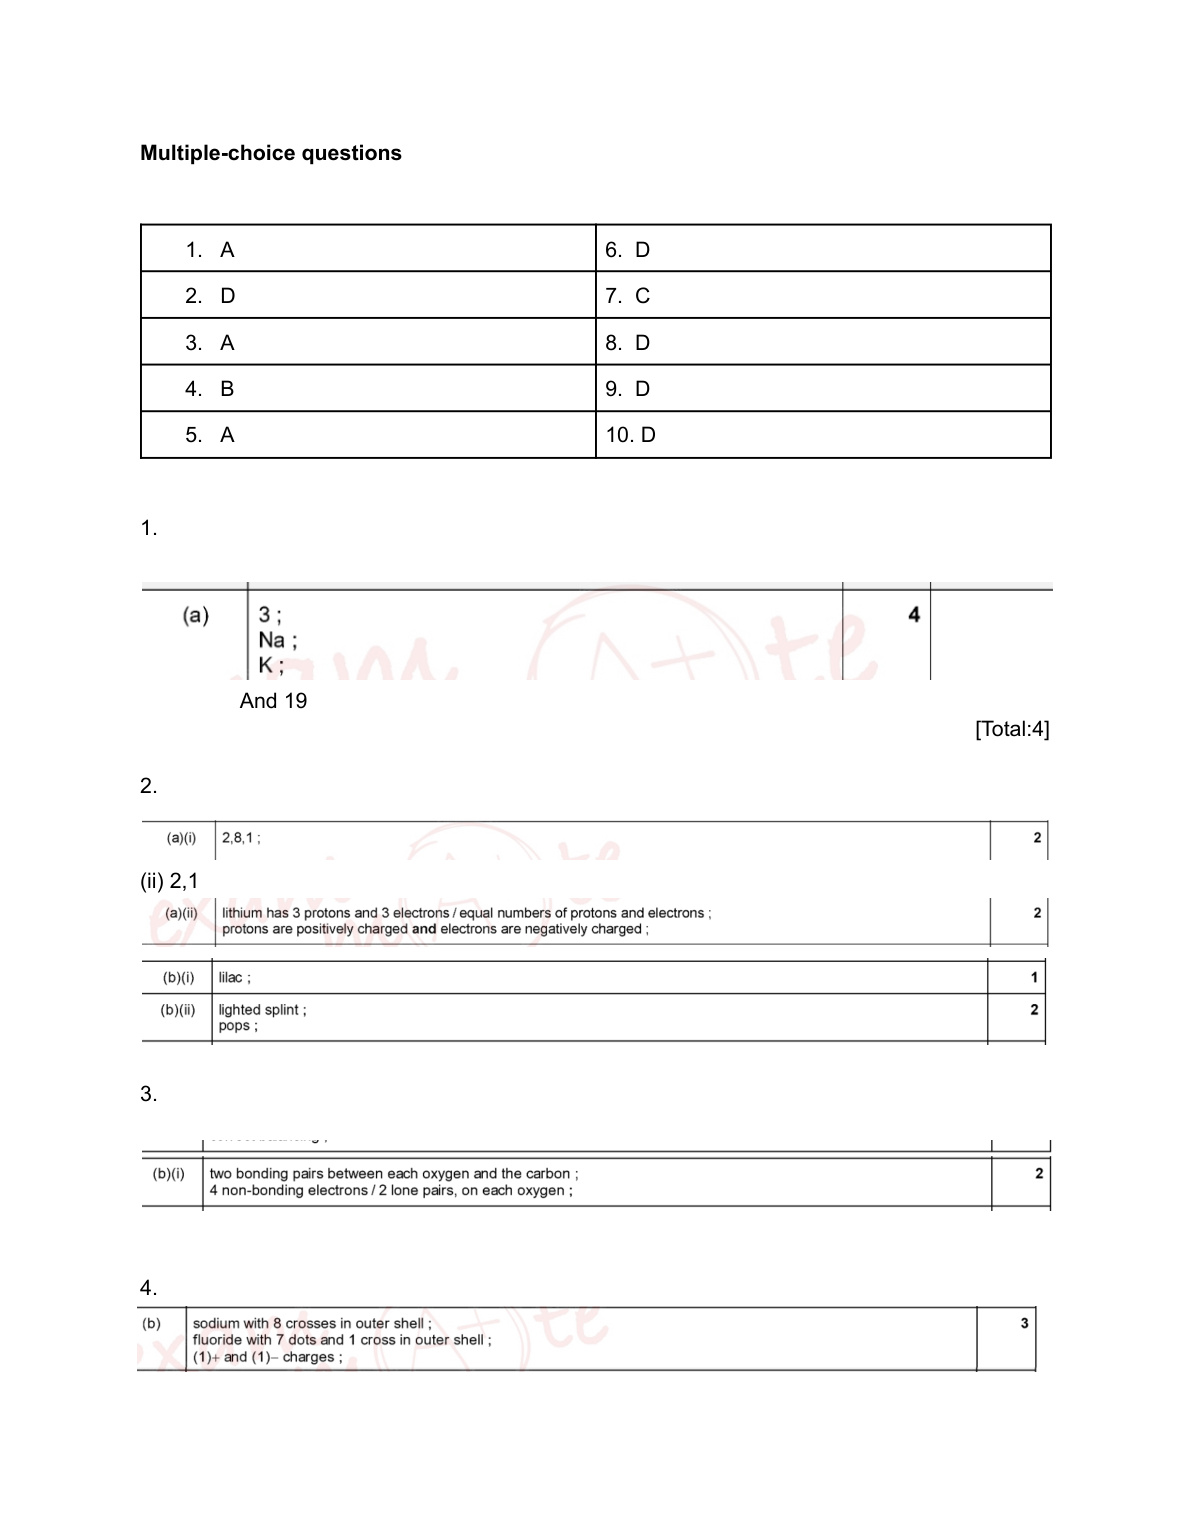 Multiple-choice questions
1. A
6. D
2. D
7. C
3. A
8. D
4. B
9. D
5. A
10. D
1.
(a) 3 ; 4
Na ;
K ;
And 19
[Total:4]
2.
(a)(i) 2,8,1 ; 2
(ii) 2,1
(a)(ii) lithium has 3 protons and 3 electrons / equal numbers of protons and electrons ; 2
protons are positively charged and electrons are negatively charged ;
(b)(i) lilac ; 1
(b)(ii) lighted splint ; 2
pops ;
3.
(b)(i) two bonding pairs between each oxygen and the carbon ; 2
4 non-bonding electrons / 2 lone pairs, on each oxygen ;
4.
(b) sodium with 8 crosses in outer shell ; 3
fluoride with 7 dots and 1 cross in outer shell ;
(1)+ and (1)– charges ;